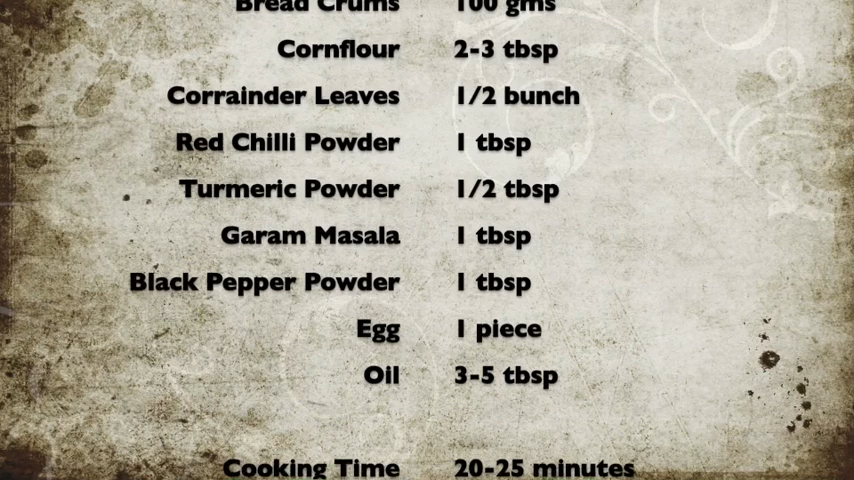 Bread Crums 100 gms
Cornflour 2-3 tbsp
Corrainder Leaves 1/2 bunch
Red Chilli Powder 1 tbsp
Turmeric Powder 1/2 tbsp
Garam Masala 1 tbsp
Black Pepper Powder 1 tbsp
Egg 1 piece
Oil 3-5 tbsp
Cooking Time 20-25 minutes